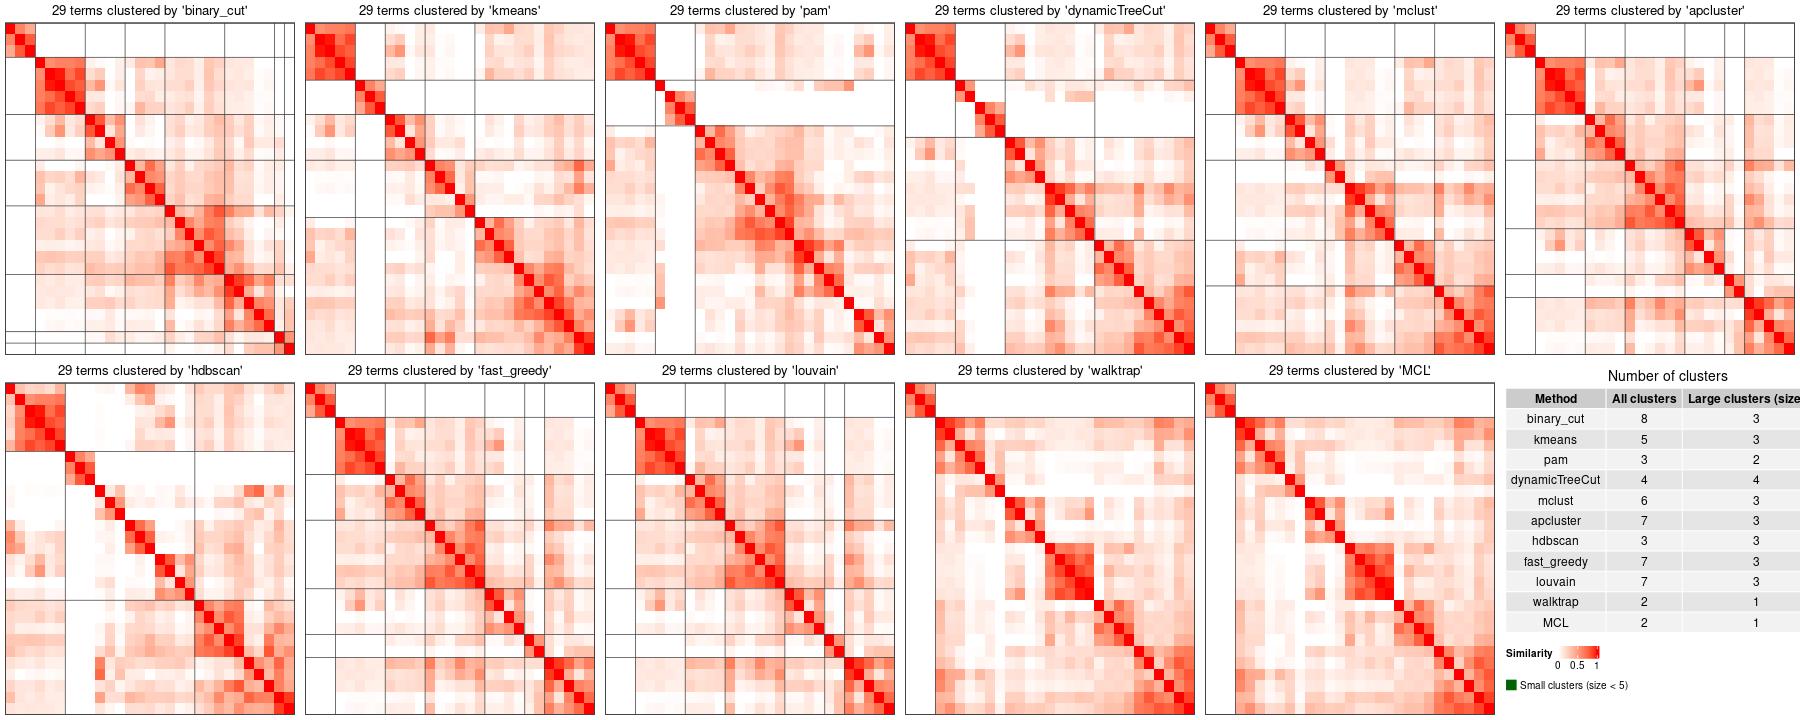 29 terms clustered by 'binary_cut'
29 terms clustered by 'kmeans'
29 terms clustered by 'pam'
29 terms clustered by 'dynamicTreeCut'
29 terms clustered by 'mclust'
29 terms clustered by 'apcluster'
29 terms clustered by 'hdbscan'
29 terms clustered by 'fast_greedy'
29 terms clustered by 'louvain'
29 terms clustered by 'walktrap'
29 terms clustered by 'MCL'
Number of clusters
Method All clusters Large clusters (size
binary_cut 8 3
kmeans 5 3
pam 3 2
dynamicTreeCut 4 4
mclust 6 3
apcluster 7 3
hdbscan 3 3
fast_greedy 7 3
louvain 7 3
walktrap 2 1
MCL 2 1
Similarity
0 0.5 1
Small clusters (size < 5)